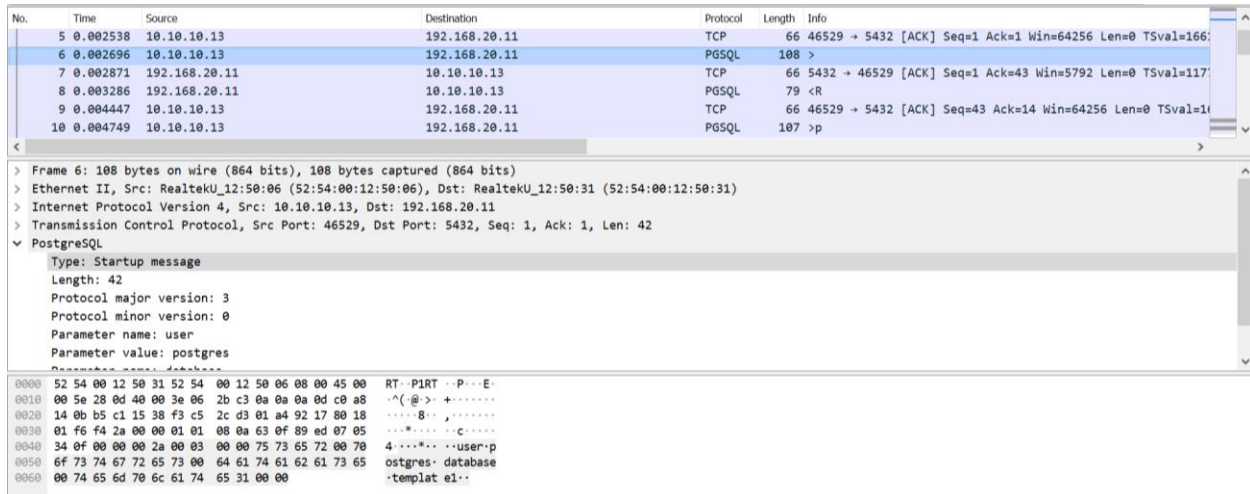 No. Time Source Destination Protocol Length Info
5 0.002538 10.10.10.13 192.168.20.11 TCP 66 46529 → 5432 [ACK] Seq=1 Ack=1 Win=64256 Len=0 TSval=1661
6 0.002696 10.10.10.13 192.168.20.11 PGSQL 108 >
7 0.002871 192.168.20.11 10.10.10.13 TCP 66 5432 → 46529 [ACK] Seq=1 Ack=43 Win=5792 Len=0 TSval=1177
8 0.003286 192.168.20.11 10.10.10.13 PGSQL 79 <R
9 0.004447 10.10.10.13 192.168.20.11 TCP 66 46529 → 5432 [ACK] Seq=43 Ack=14 Win=64256 Len=0 TSval=16
10 0.004749 10.10.10.13 192.168.20.11 PGSQL 107 >p
> Frame 6: 108 bytes on wire (864 bits), 108 bytes captured (864 bits)
> Ethernet II, Src: RealtekU_12:50:06 (52:54:00:12:50:06), Dst: RealtekU_12:50:31 (52:54:00:12:50:31)
> Internet Protocol Version 4, Src: 10.10.10.13, Dst: 192.168.20.11
> Transmission Control Protocol, Src Port: 46529, Dst Port: 5432, Seq: 1, Ack: 1, Len: 42
PostgreSQL
Type: Startup message
Length: 42
Protocol major version: 3
Protocol minor version: 0
Parameter name: user
Parameter value: postgres
Parameter name: database
0000 52 54 00 12 50 31 52 54 00 12 50 06 08 00 45 00 RT··P1RT ··P···E·
0010 00 5e 28 0d 40 00 3e 06 2b c3 0a 0a 0a 0d c0 a8 ·^(·@·>· +·······
0020 14 0b b5 c1 15 38 f3 c5 2c d3 01 a4 92 17 80 18 ·····8·· ,·······
0030 01 f6 f4 2a 00 00 01 01 08 0a 63 0f 89 ed 07 05 ···*···· ··c·····
0040 34 0f 00 00 00 2a 00 03 00 00 75 73 65 72 00 70 4····*·· ··user·p
0050 6f 73 74 67 72 65 73 00 64 61 74 61 62 61 73 65 ostgres· database
0060 00 74 65 6d 70 6c 61 74 65 31 00 00 ·templat e1··